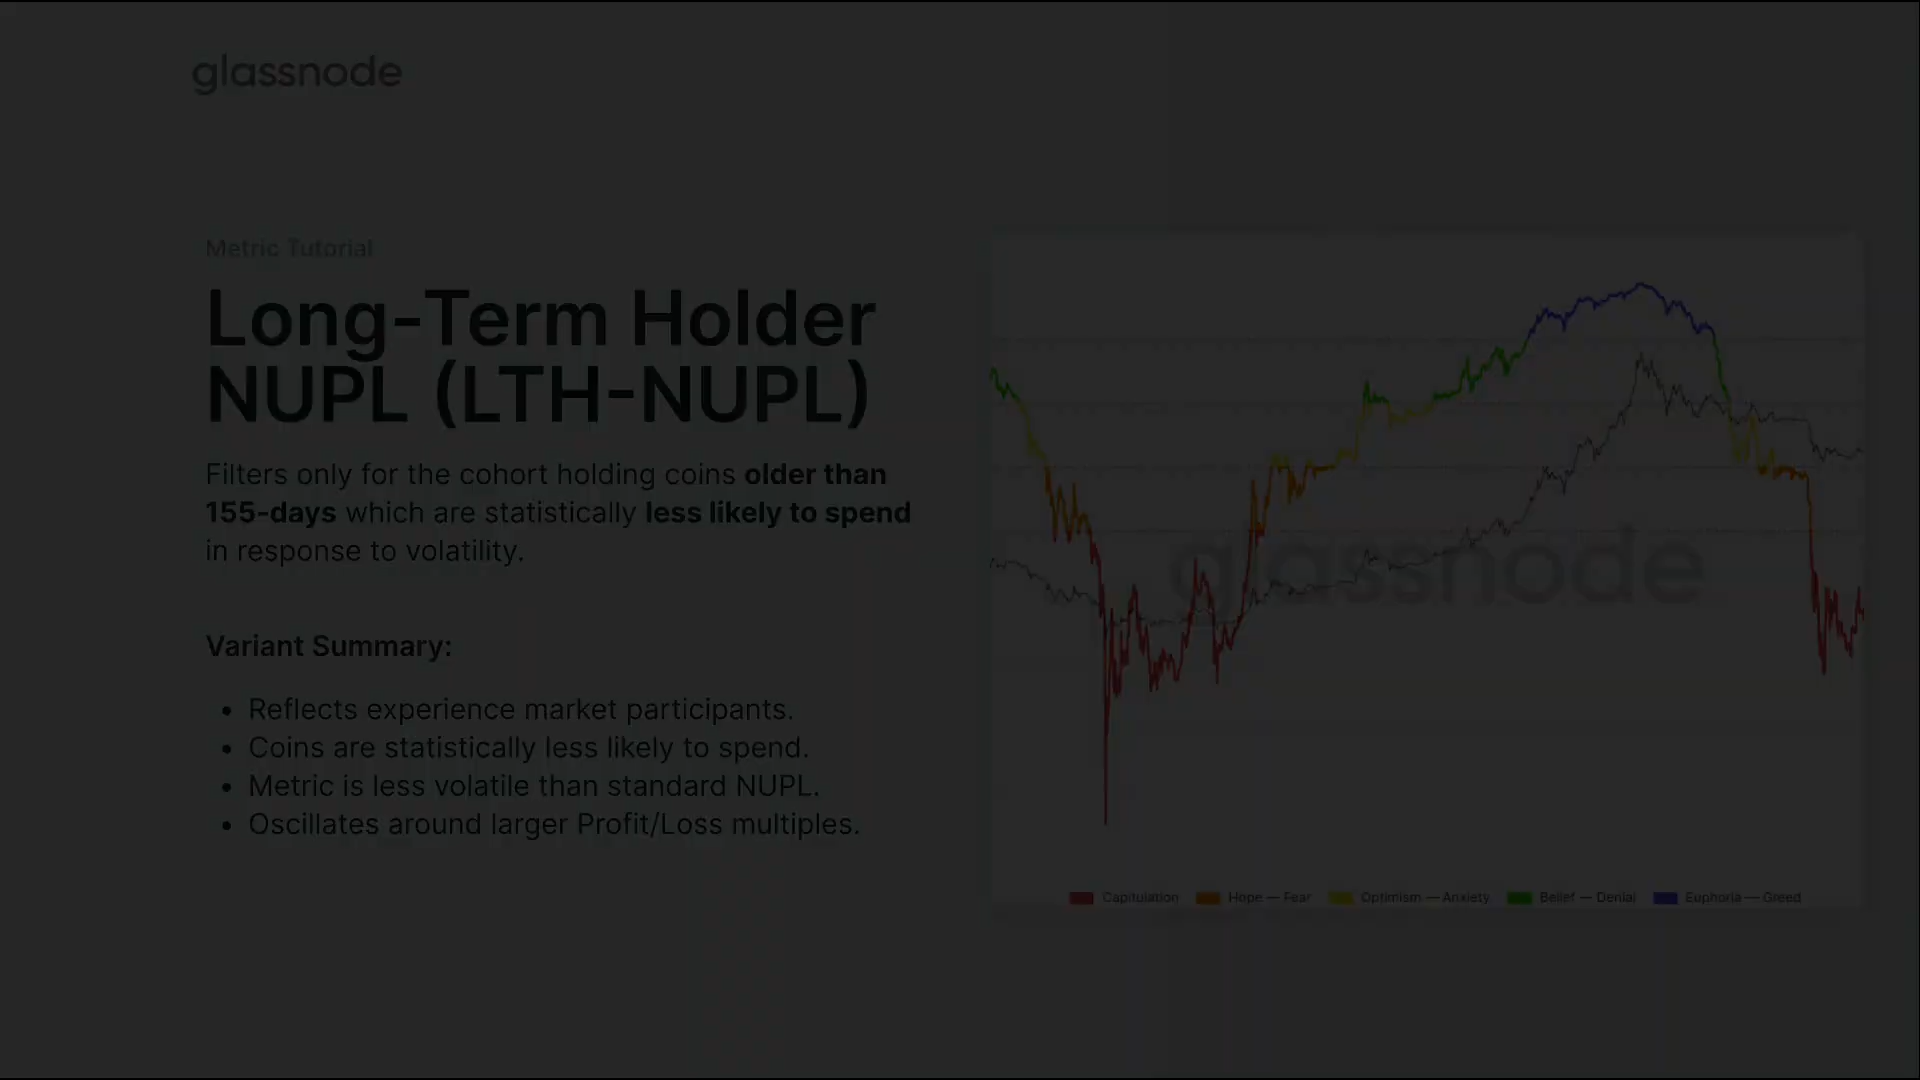 glassnode
Metric Tutorial
Long-Term Holder
NUPL (LTH-NUPL)
Filters only for the cohort holding coins older than
155-days which are statistically less likely to spend
in response to volatility.
Variant Summary:
• Reflects experience market participants.
• Coins are statistically less likely to spend.
• Metric is less volatile than standard NUPL.
• Oscillates around larger Profit/Loss multiples.
glassnode
Capitulation Hope — Fear Optimism — Anxiety Belief — Denial Euphoria — Greed